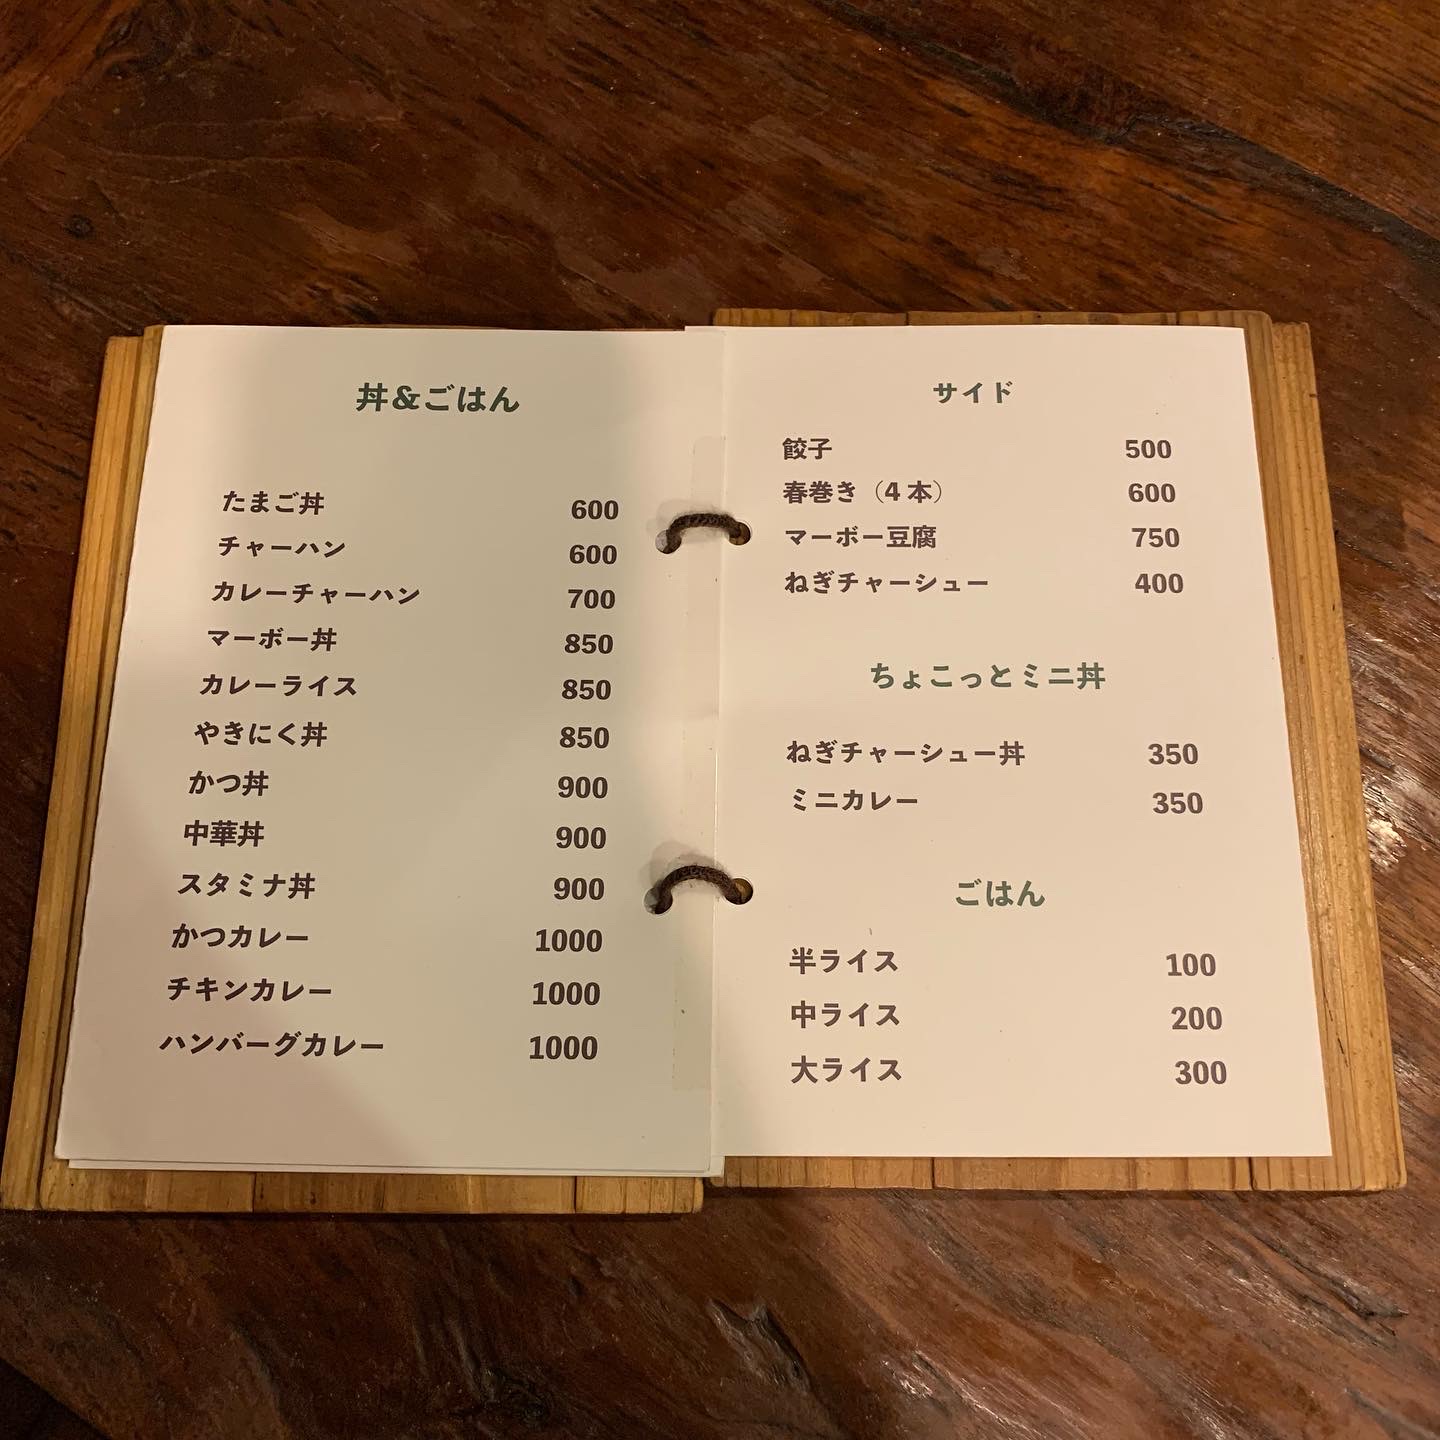 丼&ごはん
たまご丼 600
チャーハン 600
カレーチャーハン 700
マーボー丼 850
カレーライス 850
やきにく丼 850
かつ丼 900
中華丼 900
スタミナ丼 900
かつカレー 1000
チキンカレー 1000
ハンバーグカレー 1000
サイド
餃子 500
春巻き（4本） 600
マーボー豆腐 750
ねぎチャーシュー 400
ちょこっとミニ丼
ねぎチャーシュー丼 350
ミニカレー 350
ごはん
半ライス 100
中ライス 200
大ライス 300